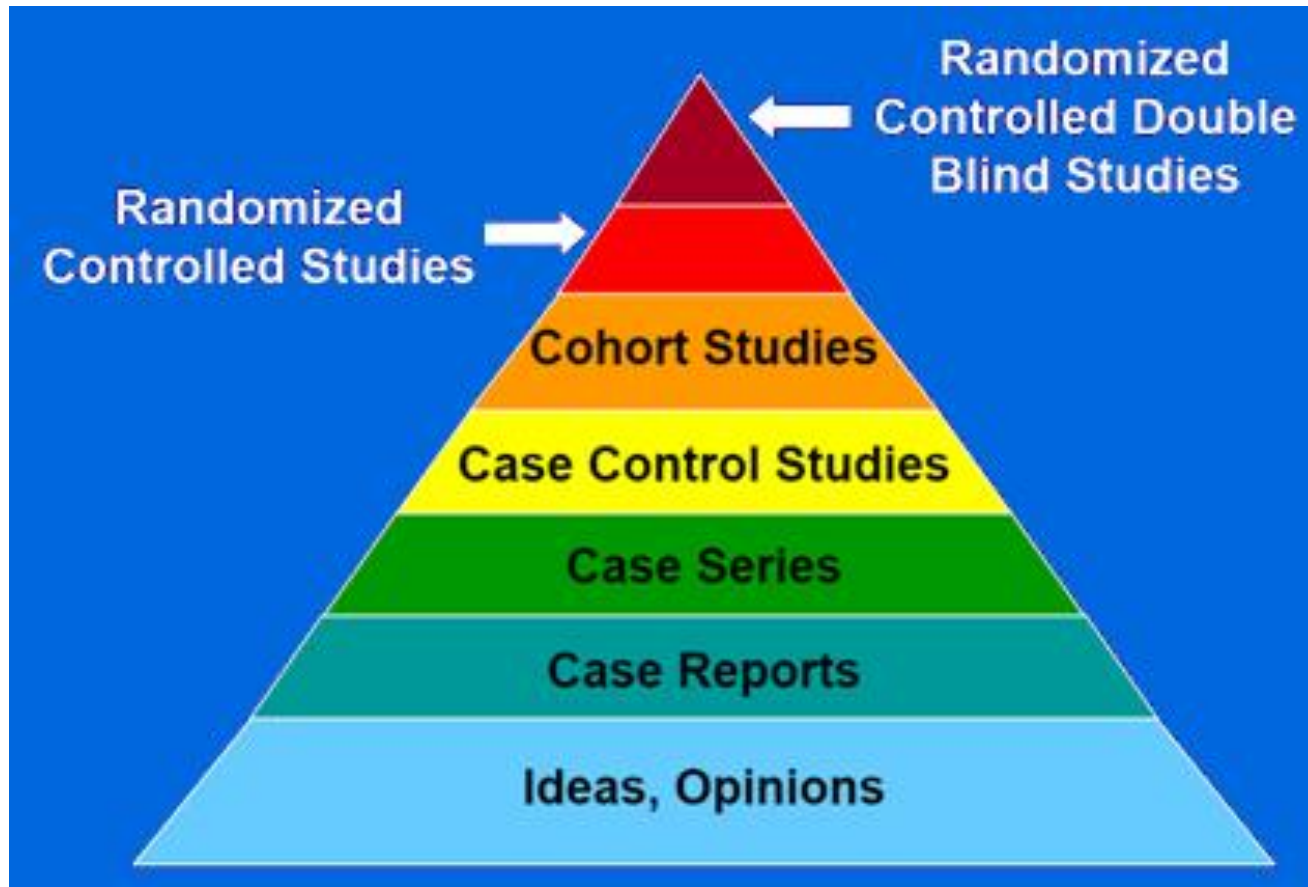 Randomized
Controlled Double
Blind Studies
Randomized
Controlled Studies
Cohort Studies
Case Control Studies
Case Series
Case Reports
Ideas, Opinions